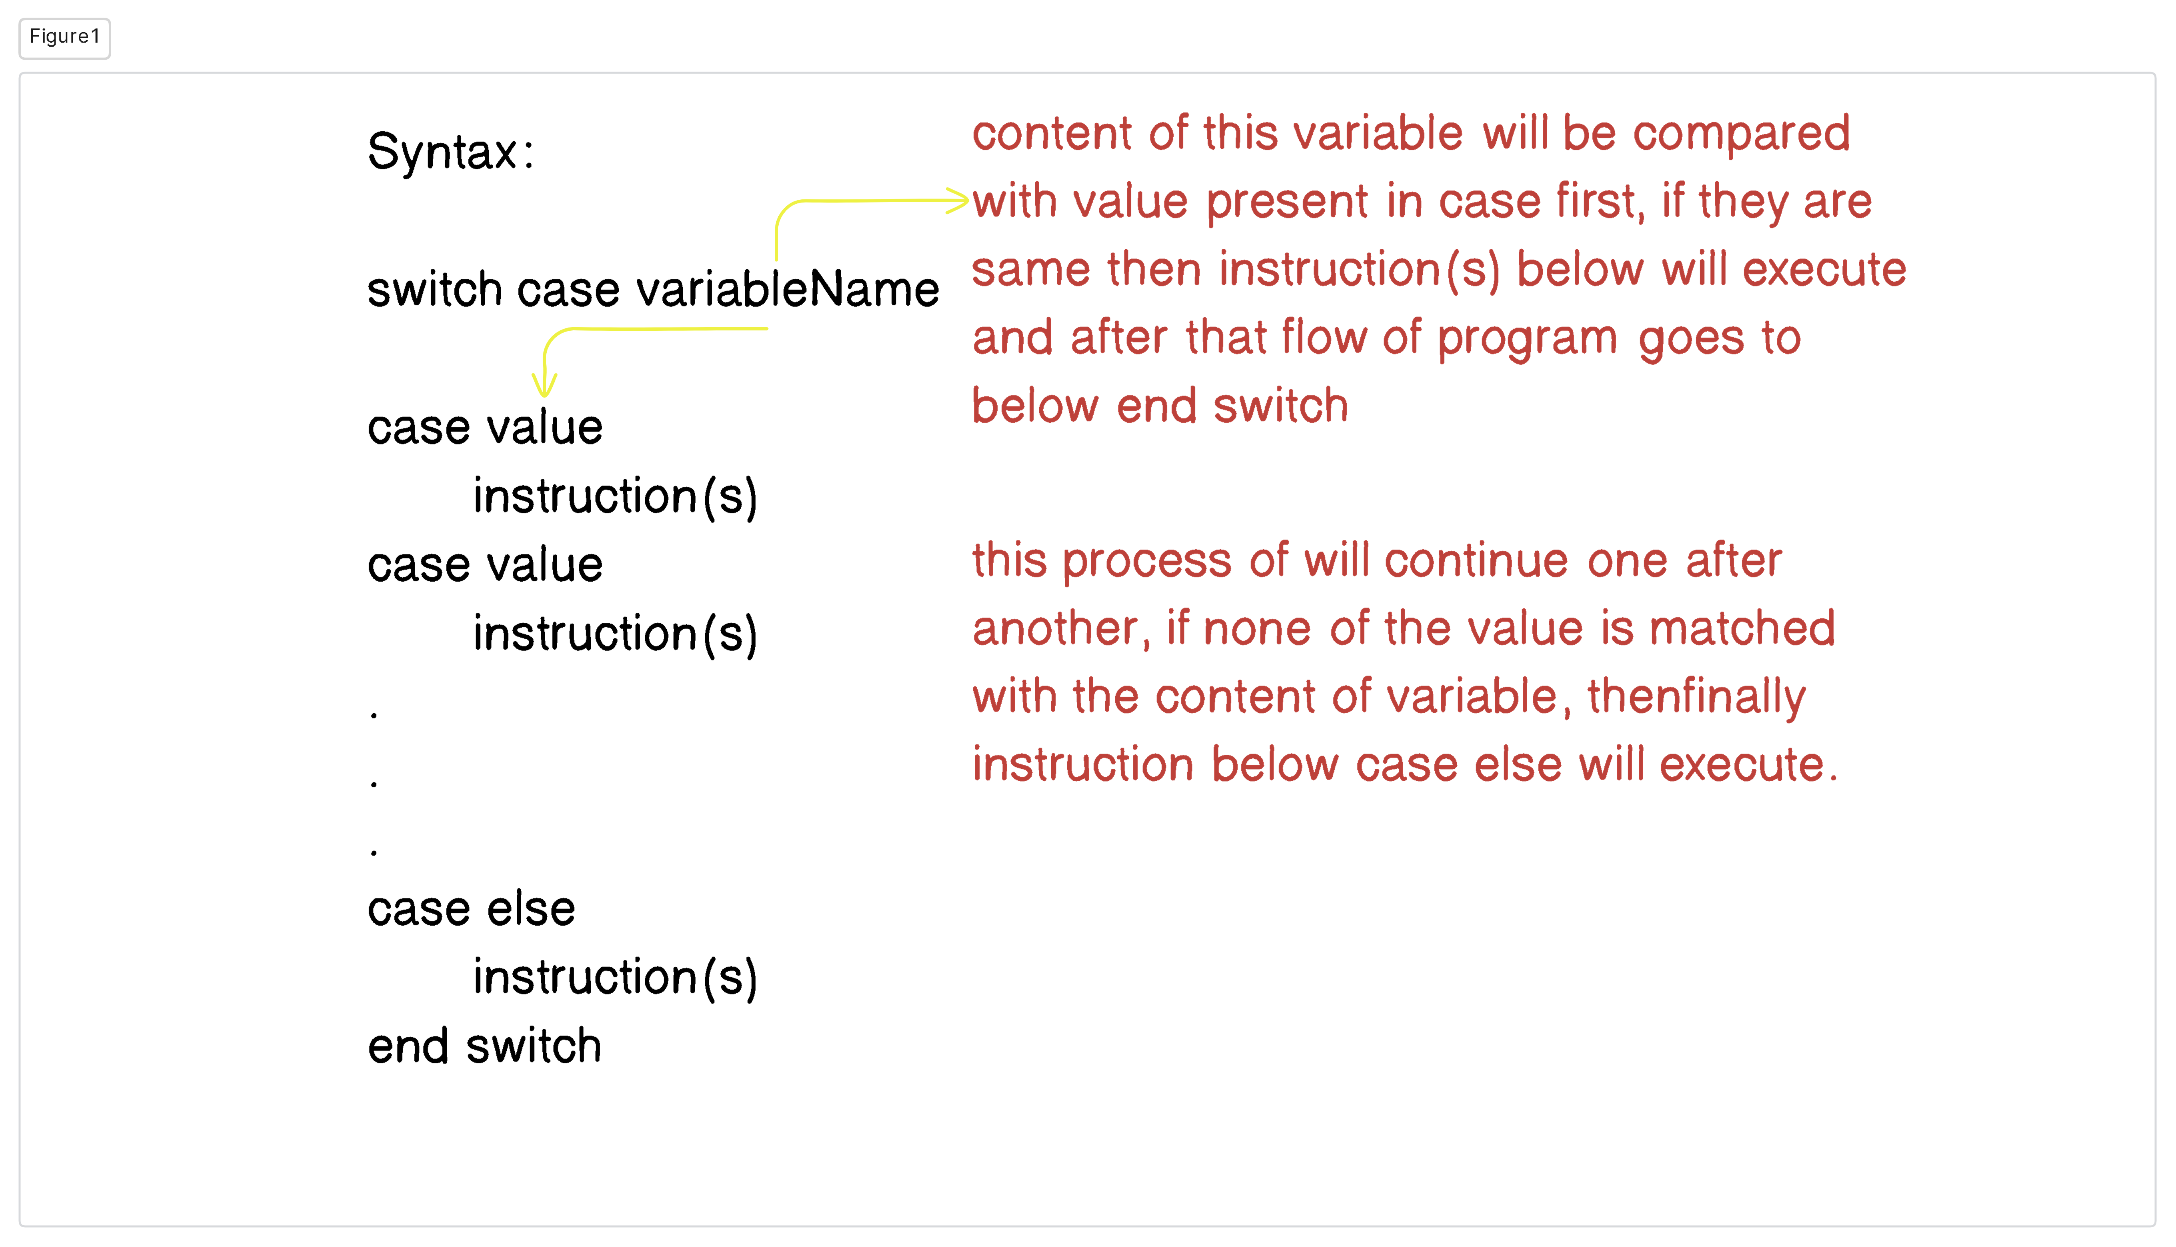 Figure1
Syntax:
switch case variableName
case value
instruction(s)
case value
instruction(s)
.
.
.
case else
instruction(s)
end switch
content of this variable will be compared
with value present in case first, if they are
same then instruction(s) below will execute
and after that flow of program goes to
below end switch
this process of will continue one after
another, if none of the value is matched
with the content of variable, thenfinally
instruction below case else will execute.